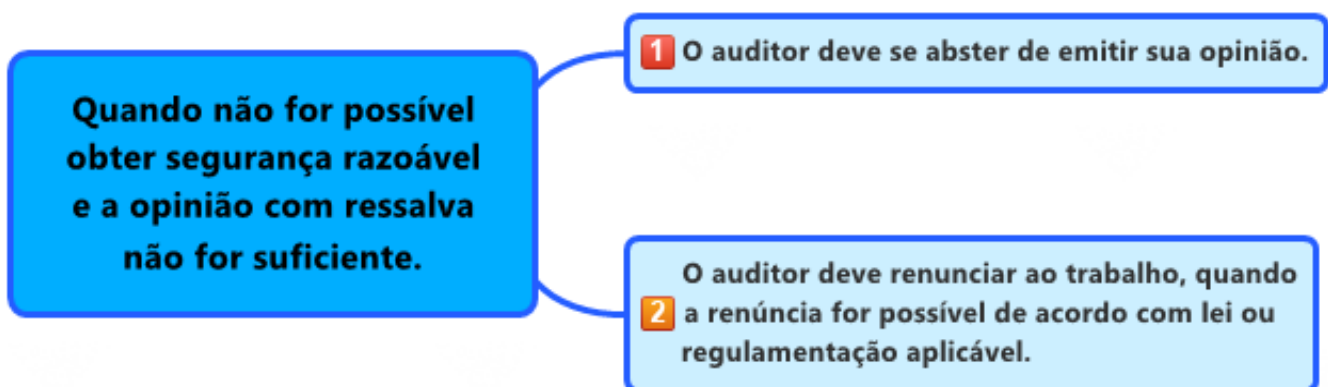 Quando não for possível
obter segurança razoável
e a opinião com ressalva
não for suficiente.
1 O auditor deve se abster de emitir sua opinião.
O auditor deve renunciar ao trabalho, quando
2 a renúncia for possível de acordo com lei ou
regulamentação aplicável.